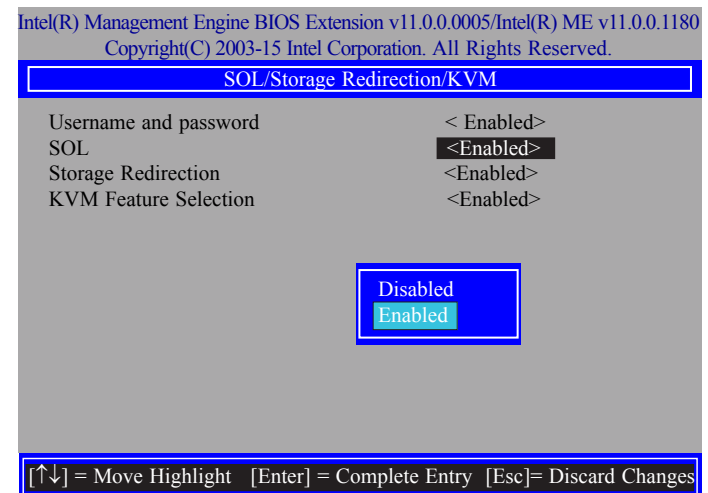 Intel(R) Management Engine BIOS Extension v11.0.0.0005/Intel(R) ME v11.0.0.1180
Copyright(C) 2003-15 Intel Corporation. All Rights Reserved.
SOL/Storage Redirection/KVM
Username and password < Enabled>
SOL <Enabled>
Storage Redirection <Enabled>
KVM Feature Selection <Enabled>
Disabled
Enabled
[↑↓] = Move Highlight [Enter] = Complete Entry [Esc]= Discard Changes